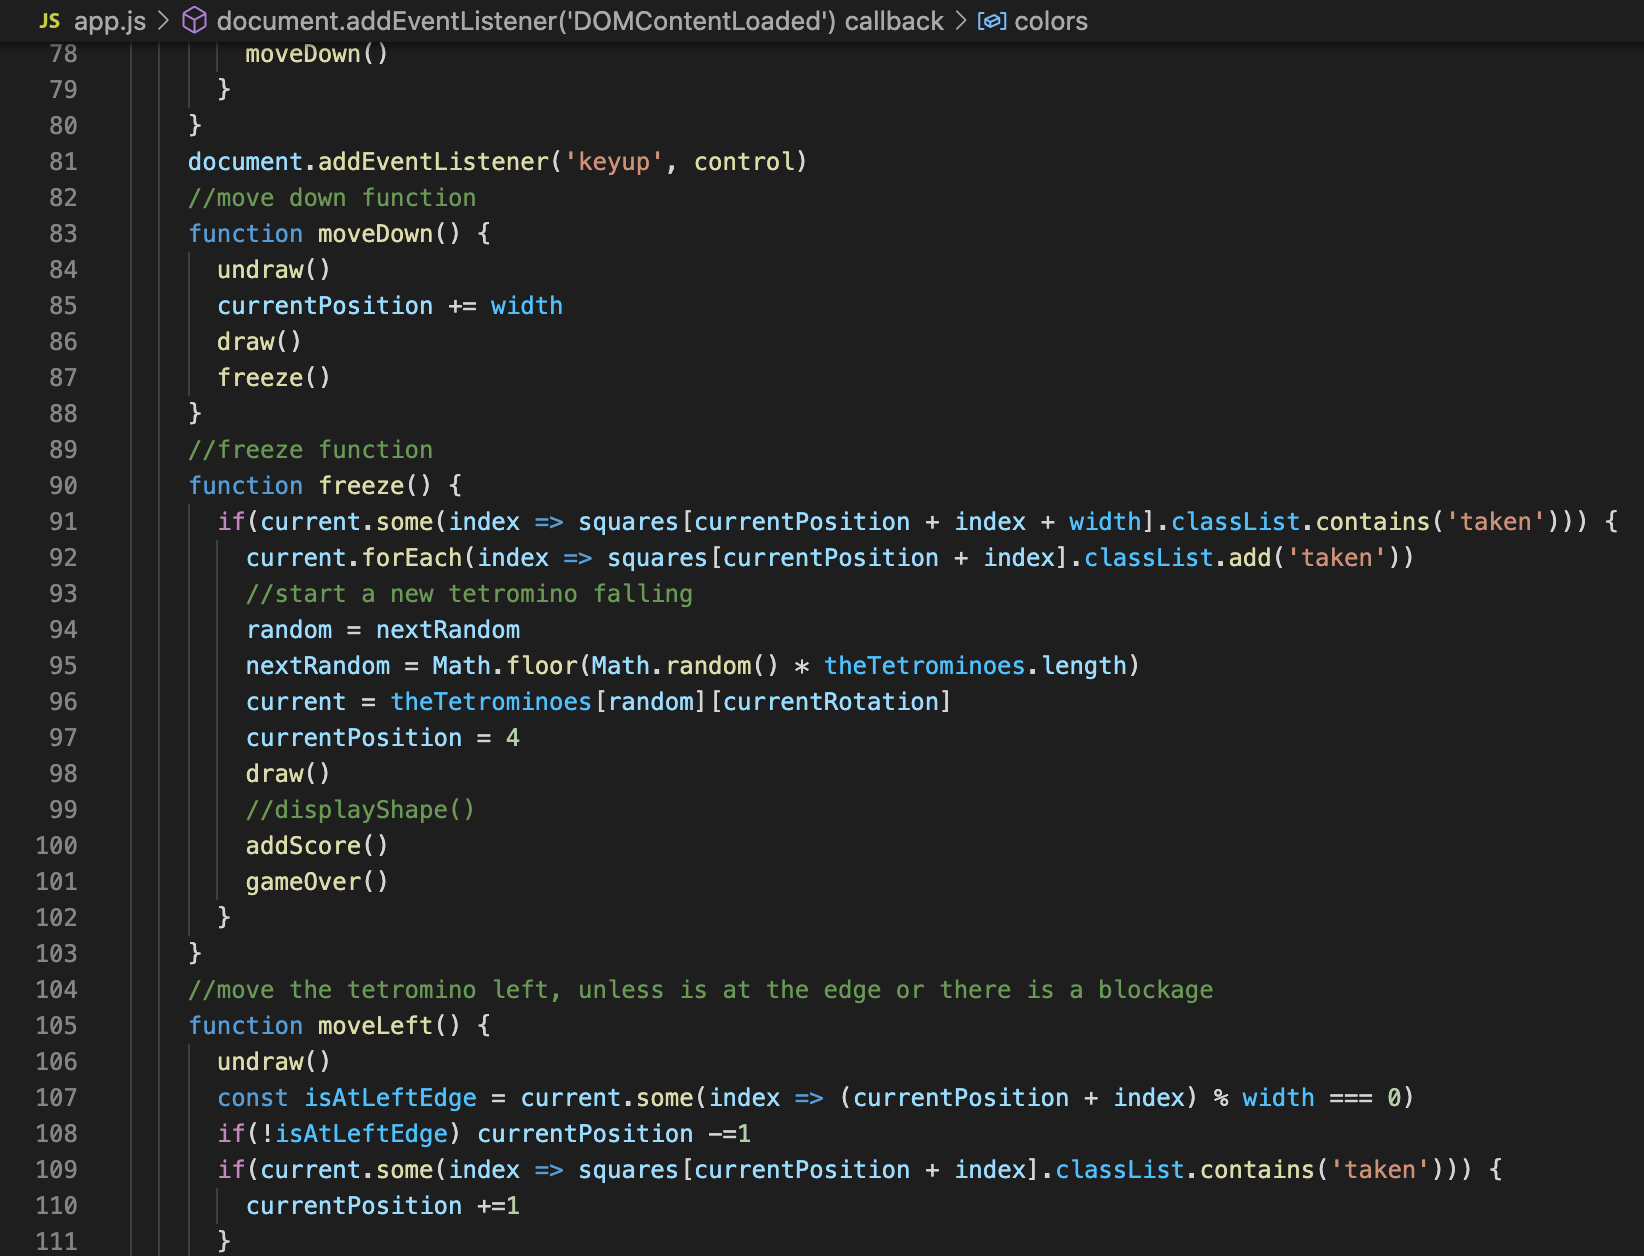 JS app.js > document.addEventListener('DOMContentLoaded') callback > colors
78 moveDown()
79 }
80 }
81 document.addEventListener('keyup', control)
82 //move down function
83 function moveDown() {
84 undraw()
85 currentPosition += width
86 draw()
87 freeze()
88 }
89 //freeze function
90 function freeze() {
91 if(current.some(index => squares[currentPosition + index + width].classList.contains('taken'))) {
92 current.forEach(index => squares[currentPosition + index].classList.add('taken'))
93 //start a new tetromino falling
94 random = nextRandom
95 nextRandom = Math.floor(Math.random() * theTetrominoes.length)
96 current = theTetrominoes[random][currentRotation]
97 currentPosition = 4
98 draw()
99 //displayShape()
100 addScore()
101 gameOver()
102 }
103 }
104 //move the tetromino left, unless is at the edge or there is a blockage
105 function moveLeft() {
106 undraw()
107 const isAtLeftEdge = current.some(index => (currentPosition + index) % width === 0)
108 if(!isAtLeftEdge) currentPosition -=1
109 if(current.some(index => squares[currentPosition + index].classList.contains('taken'))) {
110 currentPosition +=1
111 }